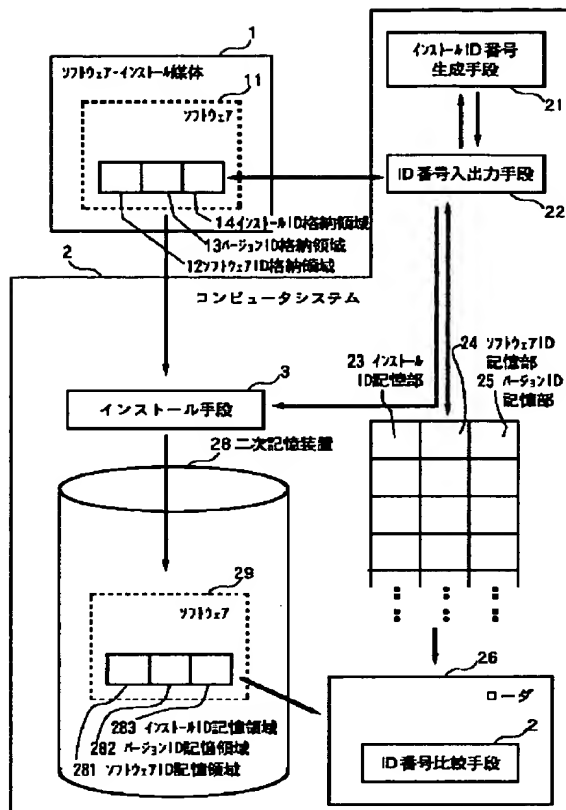 1
ソフトウェア-インストール媒体
11
ソフトウェア
14インストールID格納領域
13バージョンID格納領域
12ソフトウェアID格納領域
インストールID番号
生成手段
21
ID番号入出力手段
22
2
コンピュータシステム
3
インストール手段
23 インストール
ID記憶部
24 ソフトウェアID
記憶部
25 バージョンID
記憶部
28 二次記憶装置
29
ソフトウェア
283 インストールID記憶領域
282 バージョンID記憶領域
281 ソフトウェアID記憶領域
26
ローダ
2
ID番号比較手段